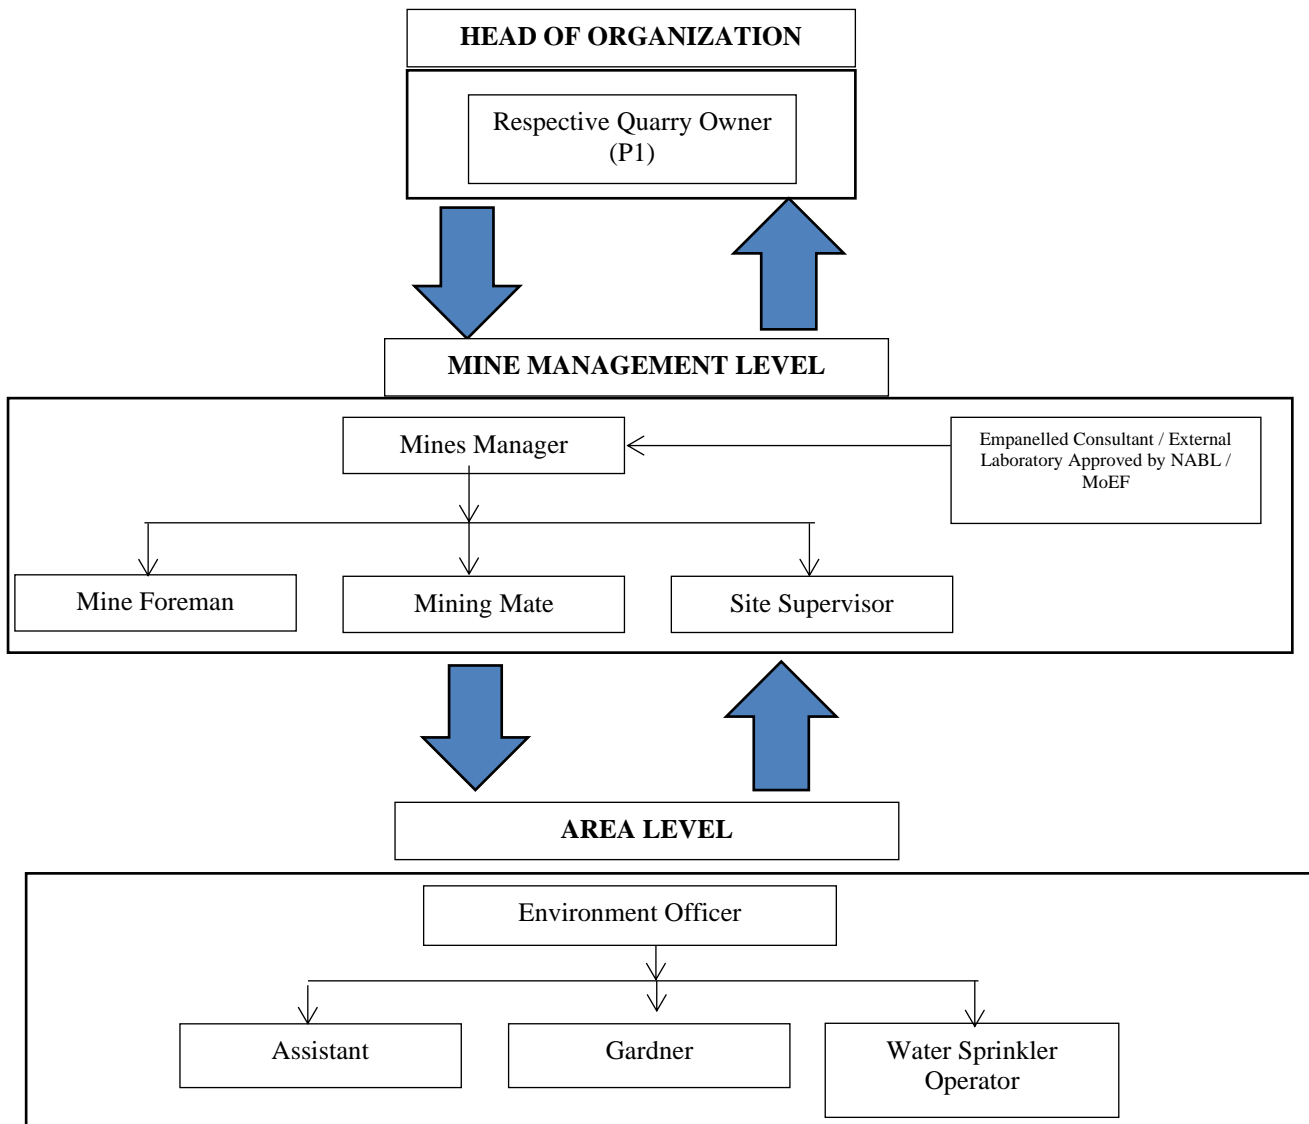 HEAD OF ORGANIZATION
Respective Quarry Owner
(P1)
MINE MANAGEMENT LEVEL
Mines Manager
Empanelled Consultant / External
Laboratory Approved by NABL /
MoEF
Mine Foreman
Mining Mate
Site Supervisor
AREA LEVEL
Environment Officer
Assistant
Gardner
Water Sprinkler
Operator